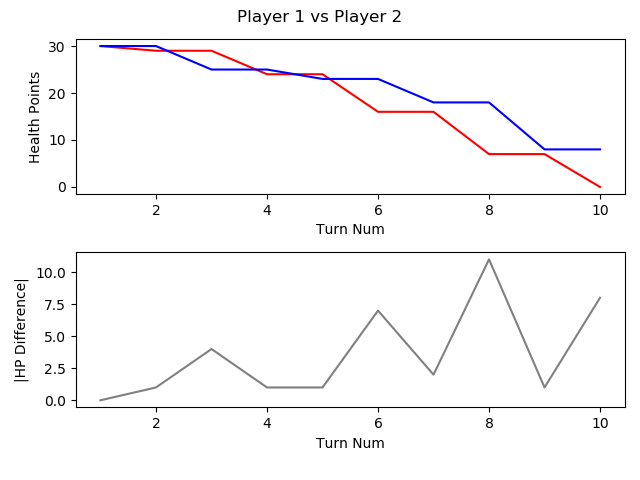 Player 1 vs Player 2
30
20
10
0
Health Points
2 4 6 8 10
Turn Num
10.0
7.5
5.0
2.5
0.0
|HP Difference|
2 4 6 8 10
Turn Num